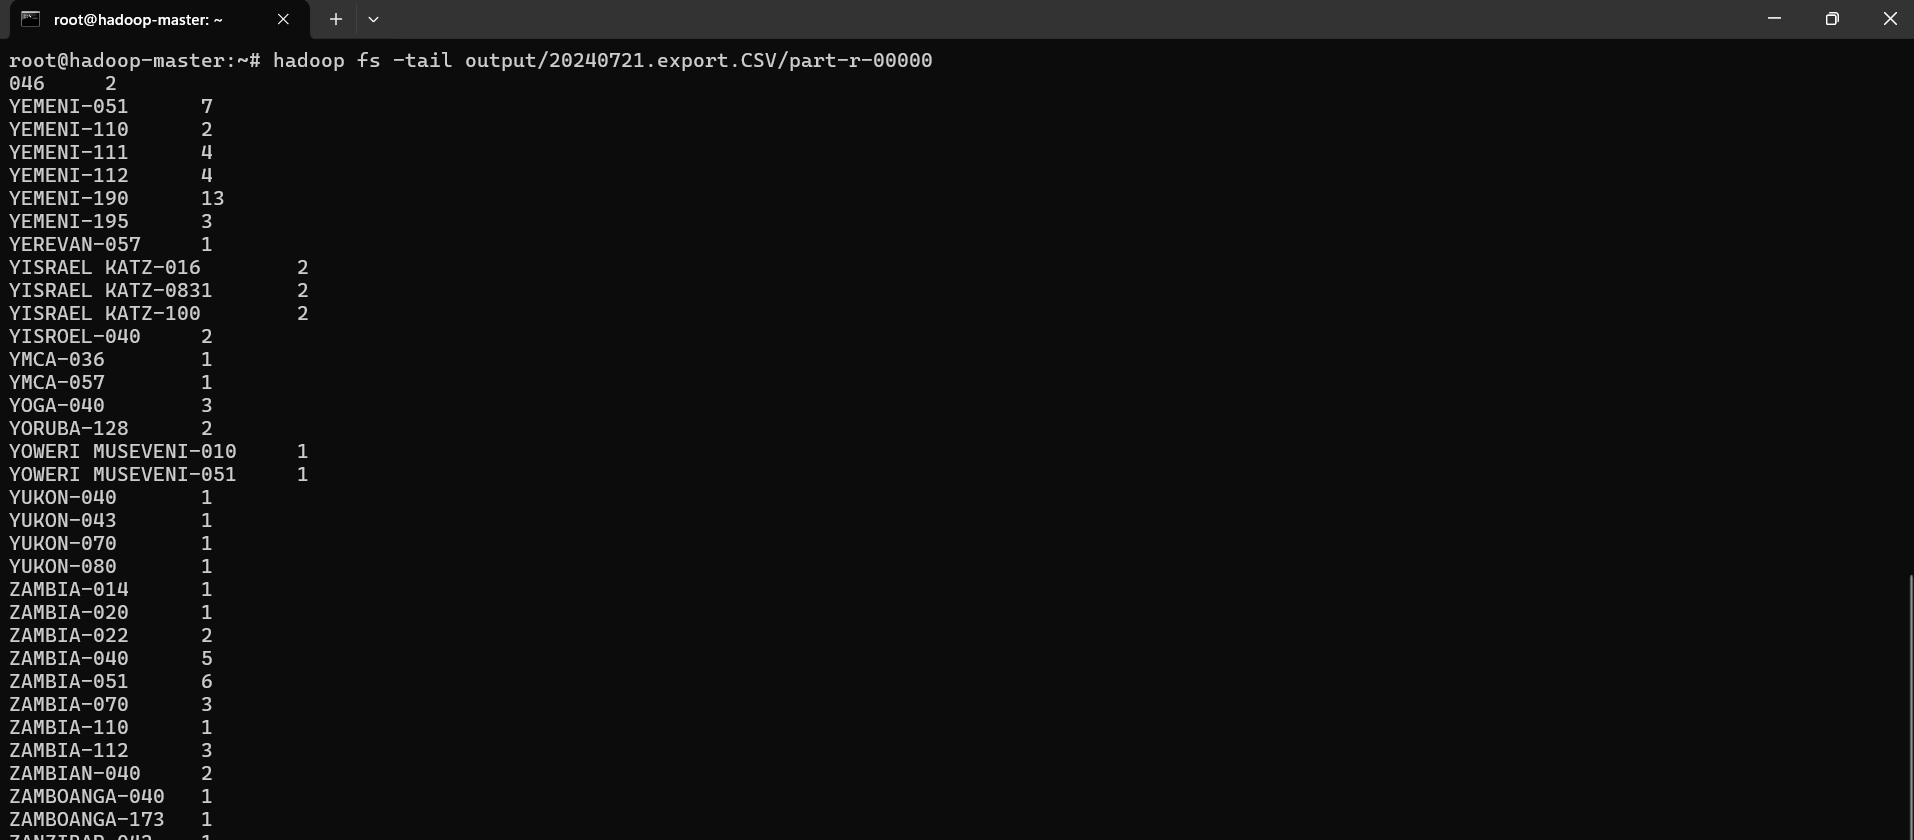 root@hadoop-master: ~
root@hadoop-master:~# hadoop fs -tail output/20240721.export.CSV/part-r-00000
046	2
YEMENI-051	7
YEMENI-110	2
YEMENI-111	4
YEMENI-112	4
YEMENI-190	13
YEMENI-195	3
YEREVAN-057	1
YISRAEL KATZ-016	2
YISRAEL KATZ-0831	2
YISRAEL KATZ-100	2
YISROEL-040	2
YMCA-036	1
YMCA-057	1
YOGA-040	3
YORUBA-128	2
YOWERI MUSEVENI-010	1
YOWERI MUSEVENI-051	1
YUKON-040	1
YUKON-043	1
YUKON-070	1
YUKON-080	1
ZAMBIA-014	1
ZAMBIA-020	1
ZAMBIA-022	2
ZAMBIA-040	5
ZAMBIA-051	6
ZAMBIA-070	3
ZAMBIA-110	1
ZAMBIA-112	3
ZAMBIAN-040	2
ZAMBOANGA-040	1
ZAMBOANGA-173	1